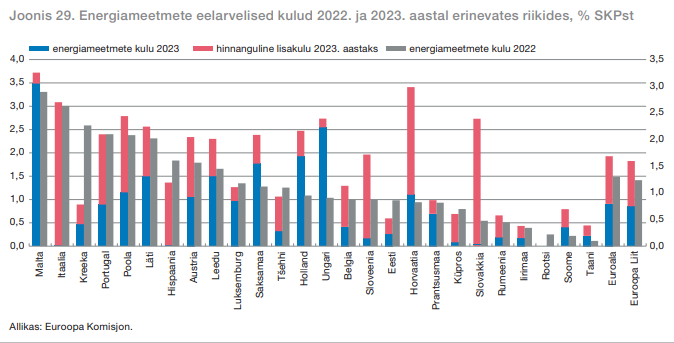 Joonis 29. Energiameetmete eelarvelised kulud 2022. ja 2023. aastal erinevates riikides, % SKPst
energiameetmete kulu 2023 hinnanguline lisakulu 2023. aastaks energiameetmete kulu 2022
4,0
3,5
3,0
2,5
2,0
1,5
1,0
0,5
0,0
3,5
3,0
2,5
2,0
1,5
1,0
0,5
0,0
Malta
Itaalia
Kreeka
Portugal
Poola
Läti
Hispaania
Austria
Leedu
Luksemburg
Saksamaa
Tšehhi
Holland
Ungari
Belgia
Sloveenia
Eesti
Horvaatia
Prantsusmaa
Küpros
Slovakkia
Rumeenia
Iirimaa
Rootsi
Soome
Taani
Euroala
Euroopa Liit
Allikas: Euroopa Komisjon.